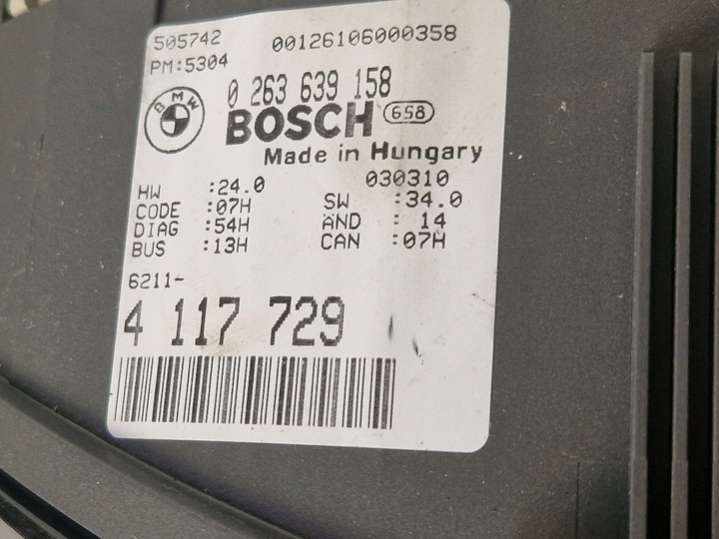 505742 00126106000358
PM:5304
BMW
0 263 639 158
BOSCH 658
Made in Hungary
030310
HW :24.0 SW :34.0
CODE :07H AND : 14
DIAG :54H CAN :07H
BUS :13H
6211-
4 117 729